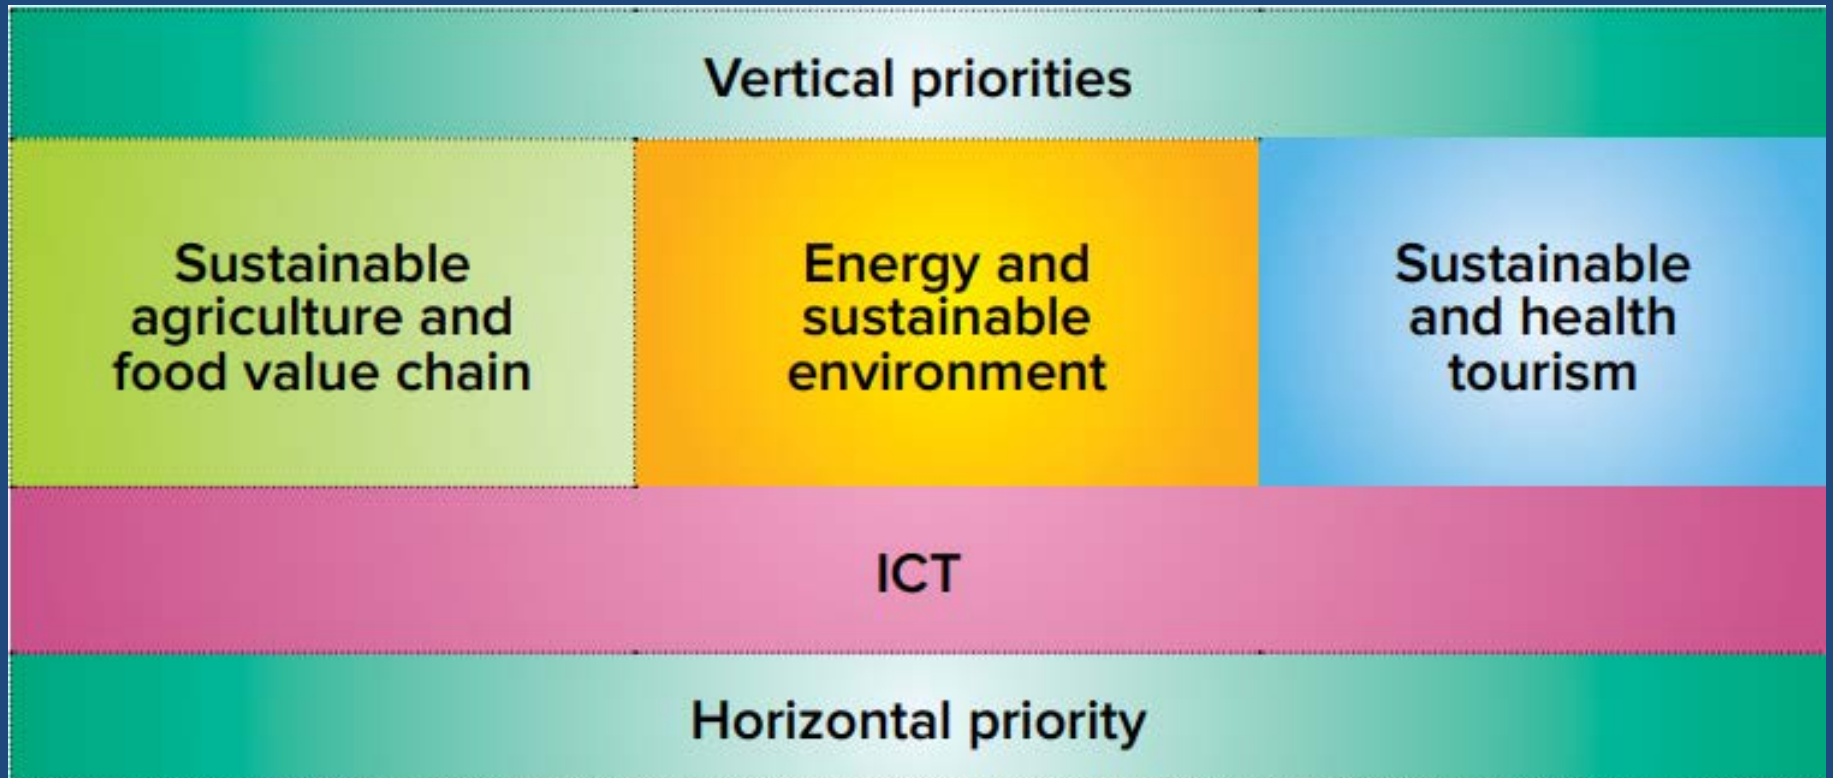 Vertical priorities
Sustainable
agriculture and
food value chain
Energy and
sustainable
environment
Sustainable
and health
tourism
ICT
Horizontal priority